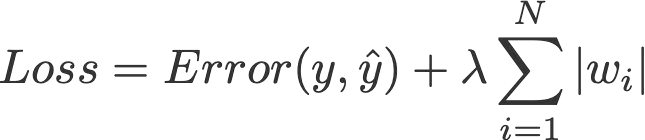 Loss = Error(y, ŷ) + λ ∑_{i=1}^{N} |w_i|